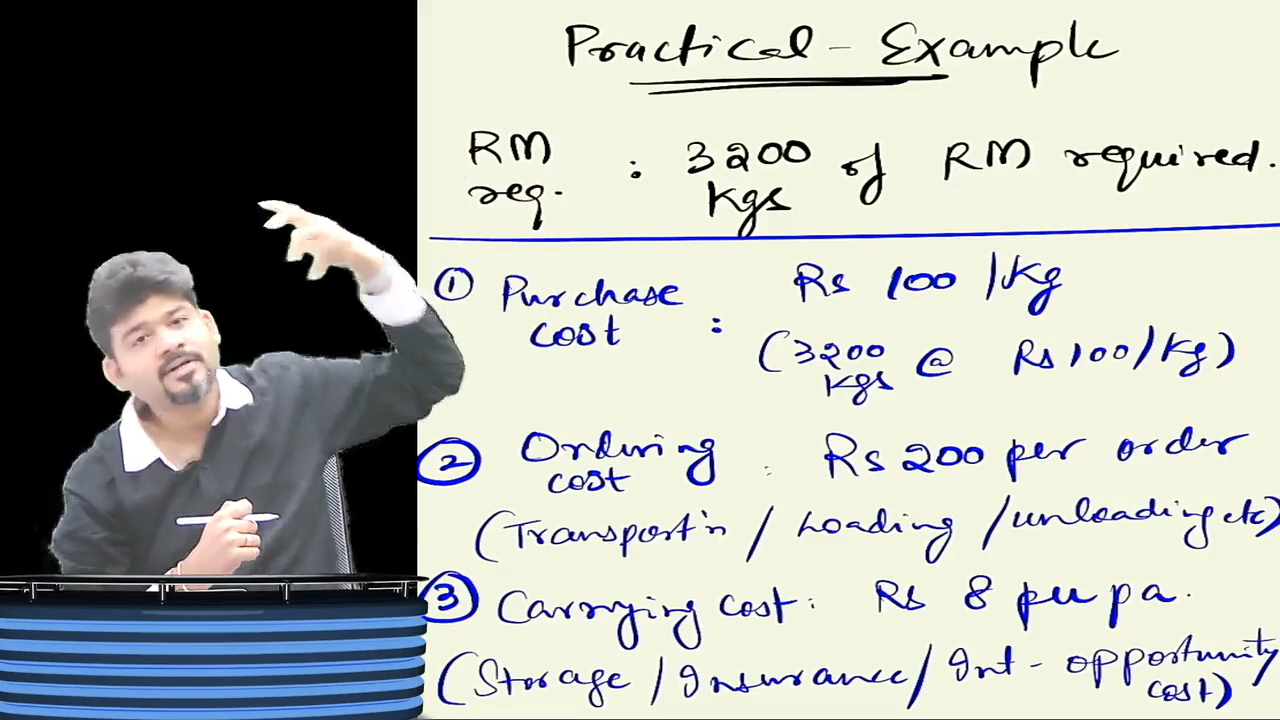 Practical - Example
RM req. : 3200 kgs of RM required.
① Purchase cost : Rs 100 /kg
(3200 kgs @ Rs 100/kg)
② Ordering cost : Rs 200 per order
(Transport'n / Loading / unloading etc)
③ Carrying cost : Rs 8 pu pa.
(Storage / Insurance / Int - opportunity cost)